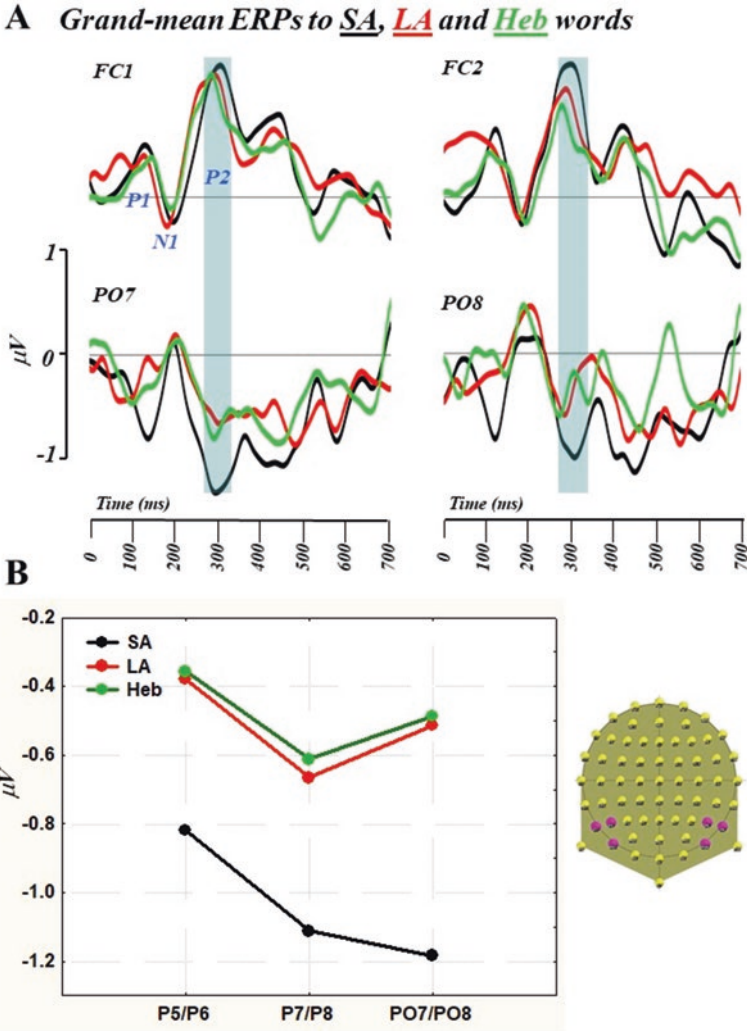 A Grand-mean ERPs to SA, LA and Heb words
FC1
FC2
P1
N1
P2
1
0
-1
μV
PO7
PO8
Time (ms)
0 100 200 300 400 500 600 700
0 100 200 300 400 500 600 700
B
-0.2
-0.4
-0.6
-0.8
-1.0
-1.2
μV
SA
LA
Heb
P5/P6 P7/P8 PO7/PO8